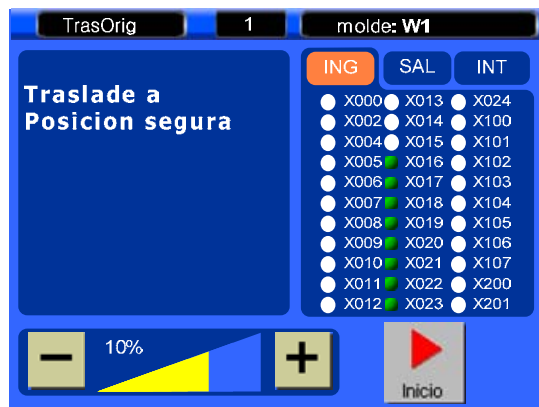 TrasOrig 1 molde: W1
Traslade a
Posicion segura
ING SAL INT
X000 X013 X024
X002 X014 X100
X004 X015 X101
X005 X016 X102
X006 X017 X103
X007 X018 X104
X008 X019 X105
X009 X020 X106
X010 X021 X107
X011 X022 X200
X012 X023 X201
− 10% +
Inicio